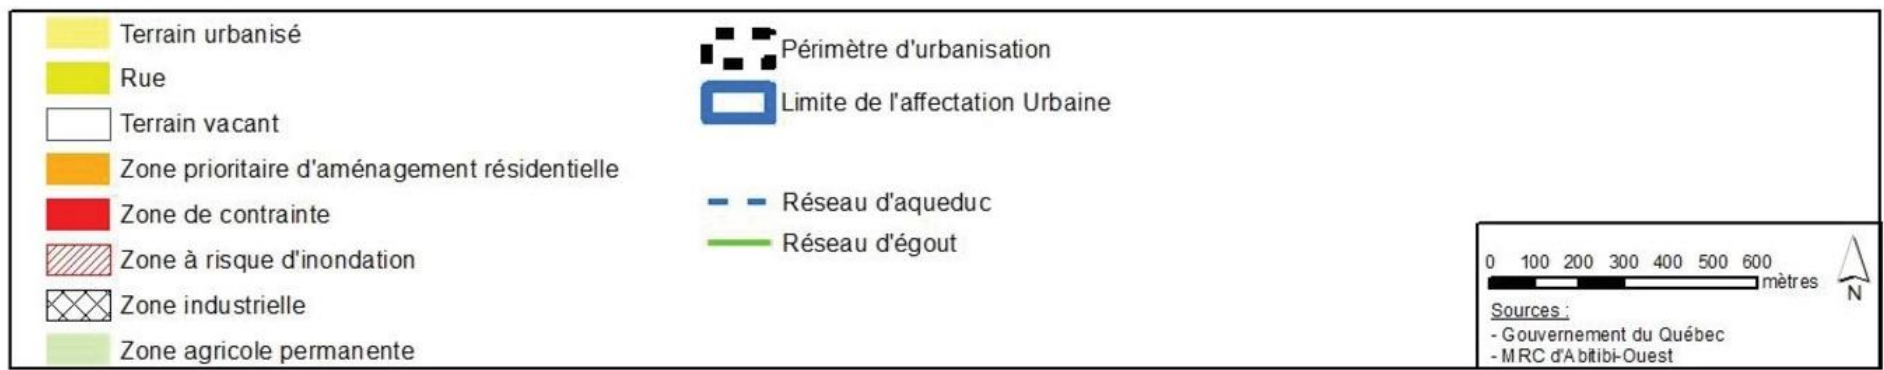 Terrain urbanisé
Rue
Terrain vacant
Zone prioritaire d'aménagement résidentielle
Zone de contrainte
Zone à risque d'inondation
Zone industrielle
Zone agricole permanente
Périmètre d'urbanisation
Limite de l'affectation Urbaine
Réseau d'aqueduc
Réseau d'égout
0 100 200 300 400 500 600
mètres
N
Sources :
- Gouvernement du Québec
- MRC d'Abitibi-Ouest